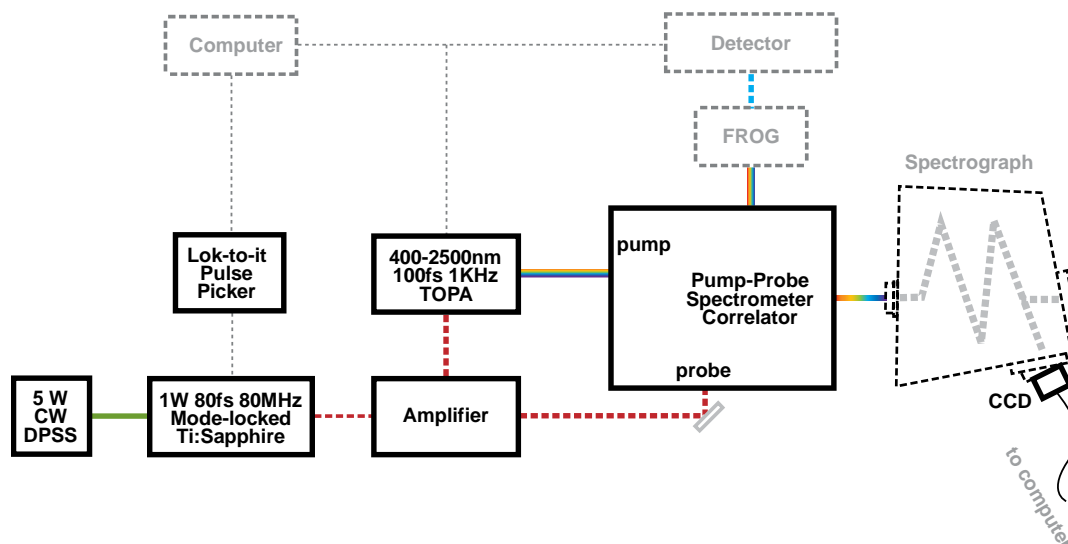 Computer
Detector
FROG
Spectrograph
Lok-to-it
Pulse
Picker
400-2500nm
100fs 1KHz
TOPA
pump
Pump-Probe
Spectrometer
Correlator
probe
5 W
CW
DPSS
1W 80fs 80MHz
Mode-locked
Ti:Sapphire
Amplifier
CCD
to computer